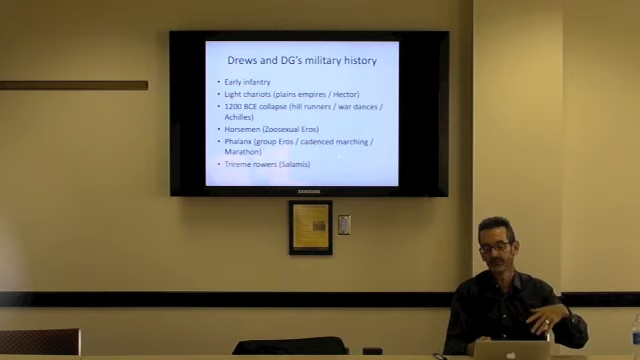 Drews and DG's military history
• Early infantry
• Light chariots (plains empires / Hector)
• 1200 BCE collapse (hill runners / war dances /
Achilles)
• Horsemen (Zoosexual Eros)
• Phalanx (group Eros / cadenced marching /
Marathon)
• Trireme rowers (Salamis)
SAMSUNG